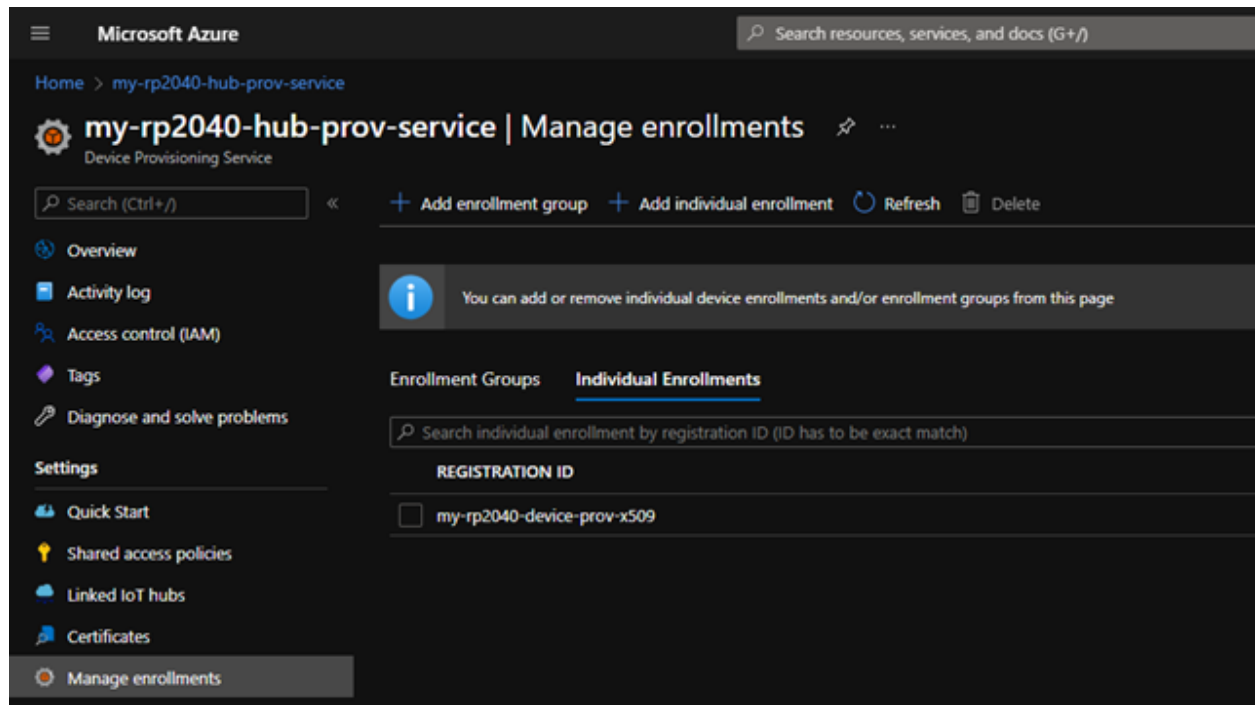 Microsoft Azure
Search resources, services, and docs (G+/)
Home > my-rp2040-hub-prov-service
my-rp2040-hub-prov-service | Manage enrollments
Device Provisioning Service
Search (Ctrl+/)
Add enrollment group
Add individual enrollment
Refresh
Delete
Overview
Activity log
Access control (IAM)
Tags
Diagnose and solve problems
Settings
Quick Start
Shared access policies
Linked IoT hubs
Certificates
Manage enrollments
You can add or remove individual device enrollments and/or enrollment groups from this page
Enrollment Groups
Individual Enrollments
Search individual enrollment by registration ID (ID has to be exact match)
REGISTRATION ID
my-rp2040-device-prov-x509